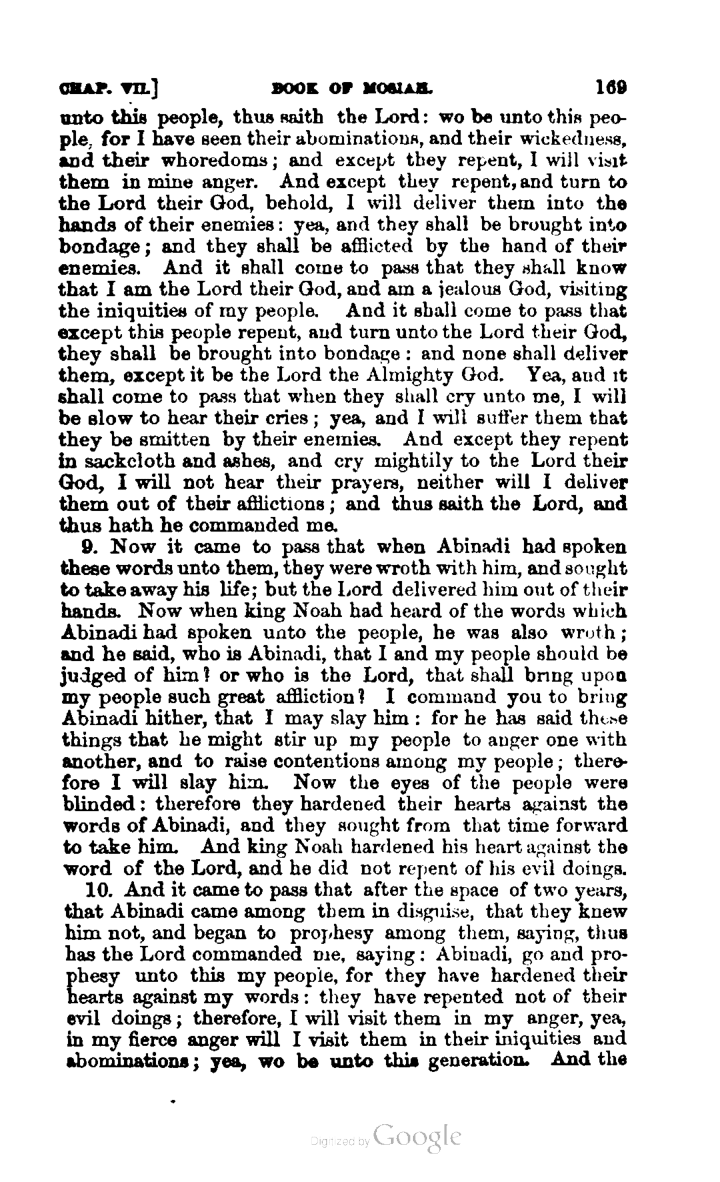 CHAP. VII.] BOOK OF MOSIAH. 169
unto this people, thus saith the Lord: wo be unto this peo-
ple, for I have seen their abominations, and their wickedness,
and their whoredoms; and except they repent, I will visit
them in mine anger. And except they repent, and turn to
the Lord their God, behold, I will deliver them into the
hands of their enemies: yea, and they shall be brought into
bondage; and they shall be afflicted by the hand of their
enemies. And it shall come to pass that they shall know
that I am the Lord their God, and am a jealous God, visiting
the iniquities of my people. And it shall come to pass that
except this people repent, and turn unto the Lord their God,
they shall be brought into bondage: and none shall deliver
them, except it be the Lord the Almighty God. Yea, and it
shall come to pass that when they shall cry unto me, I will
be slow to hear their cries; yea, and I will suffer them that
they be smitten by their enemies. And except they repent
in sackcloth and ashes, and cry mightily to the Lord their
God, I will not hear their prayers, neither will I deliver
them out of their afflictions; and thus saith the Lord, and
thus hath he commanded me.
9. Now it came to pass that when Abinadi had spoken
these words unto them, they were wroth with him, and sought
to take away his life; but the Lord delivered him out of their
hands. Now when king Noah had heard of the words which
Abinadi had spoken unto the people, he was also wroth;
and he said, who is Abinadi, that I and my people should be
judged of him? or who is the Lord, that shall bring upon
my people such great affliction? I command you to bring
Abinadi hither, that I may slay him: for he has said these
things that he might stir up my people to anger one with
another, and to raise contentions among my people; there-
fore I will slay him. Now the eyes of the people were
blinded: therefore they hardened their hearts against the
words of Abinadi, and they sought from that time forward
to take him. And king Noah hardened his heart against the
word of the Lord, and he did not repent of his evil doings.
10. And it came to pass that after the space of two years,
that Abinadi came among them in disguise, that they knew
him not, and began to prophesy among them, saying, thus
has the Lord commanded me, saying: Abinadi, go and pro-
phesy unto this my people, for they have hardened their
hearts against my words: they have repented not of their
evil doings; therefore, I will visit them in my anger, yea,
in my fierce anger will I visit them in their iniquities and
abominations; yea, wo be unto this generation. And the
Digitized by Google